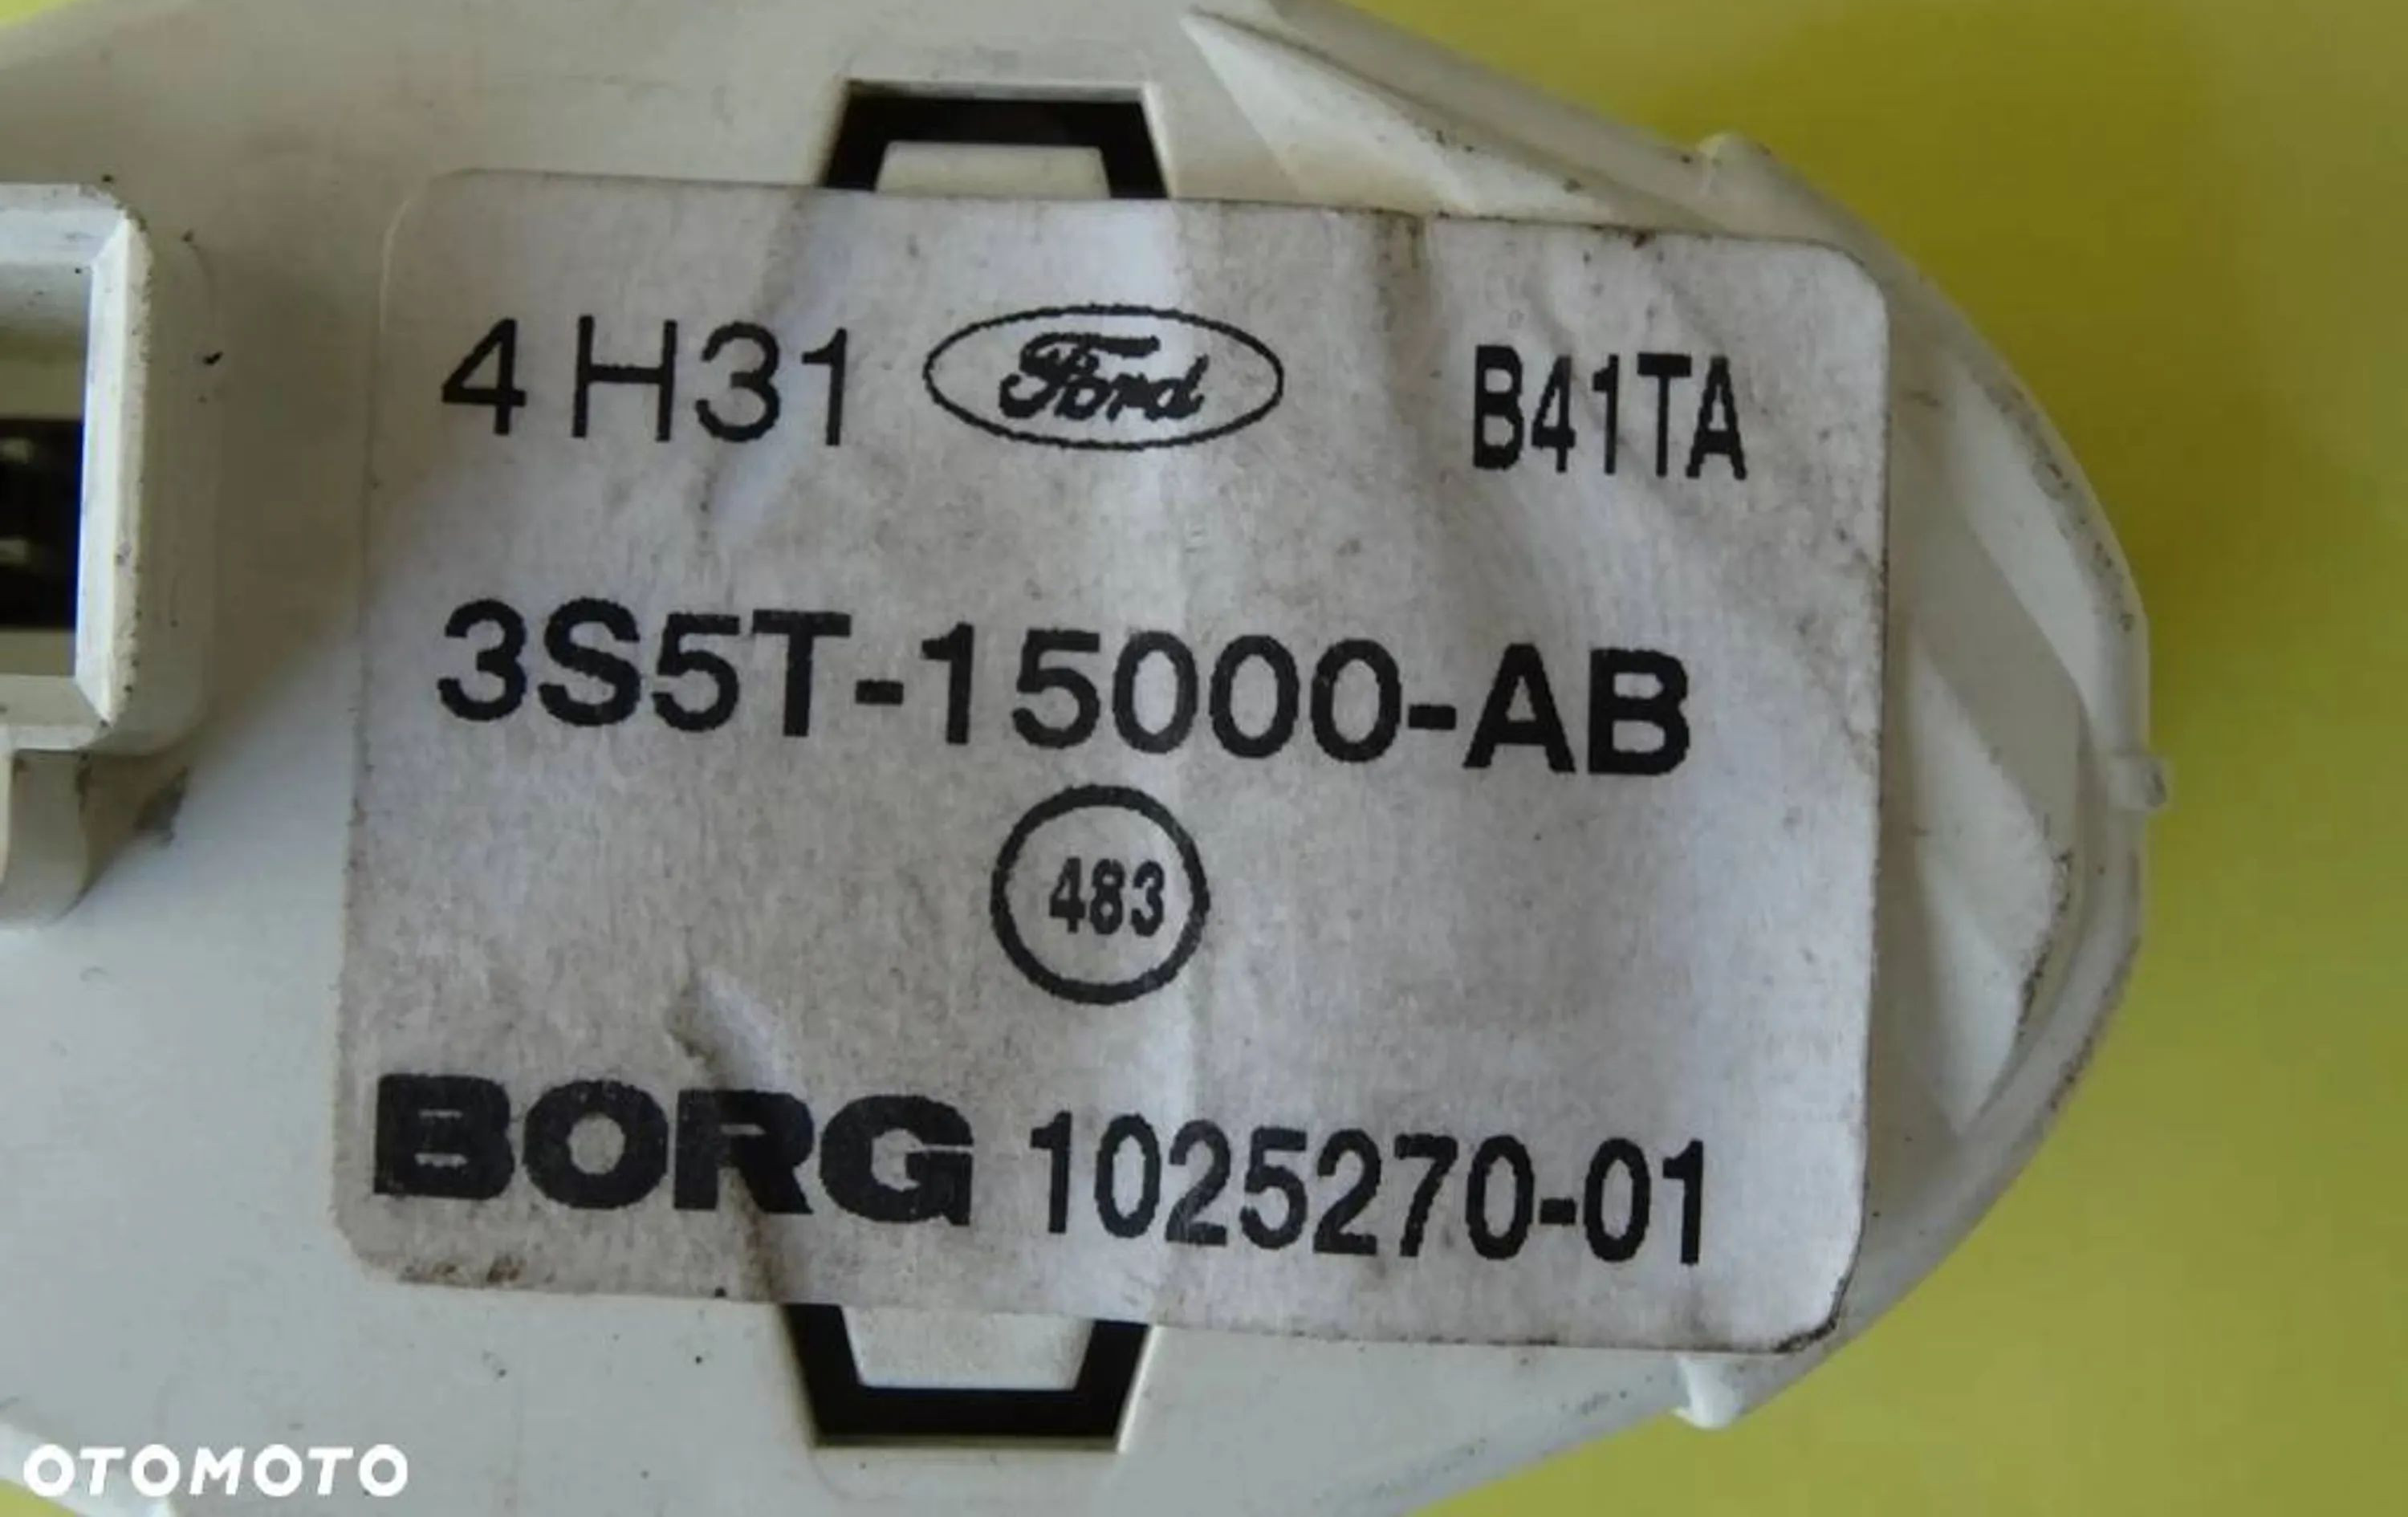 4H31 Ford B41TA
3S5T-15000-AB
483
BORG 1025270-01
OTOMOTO